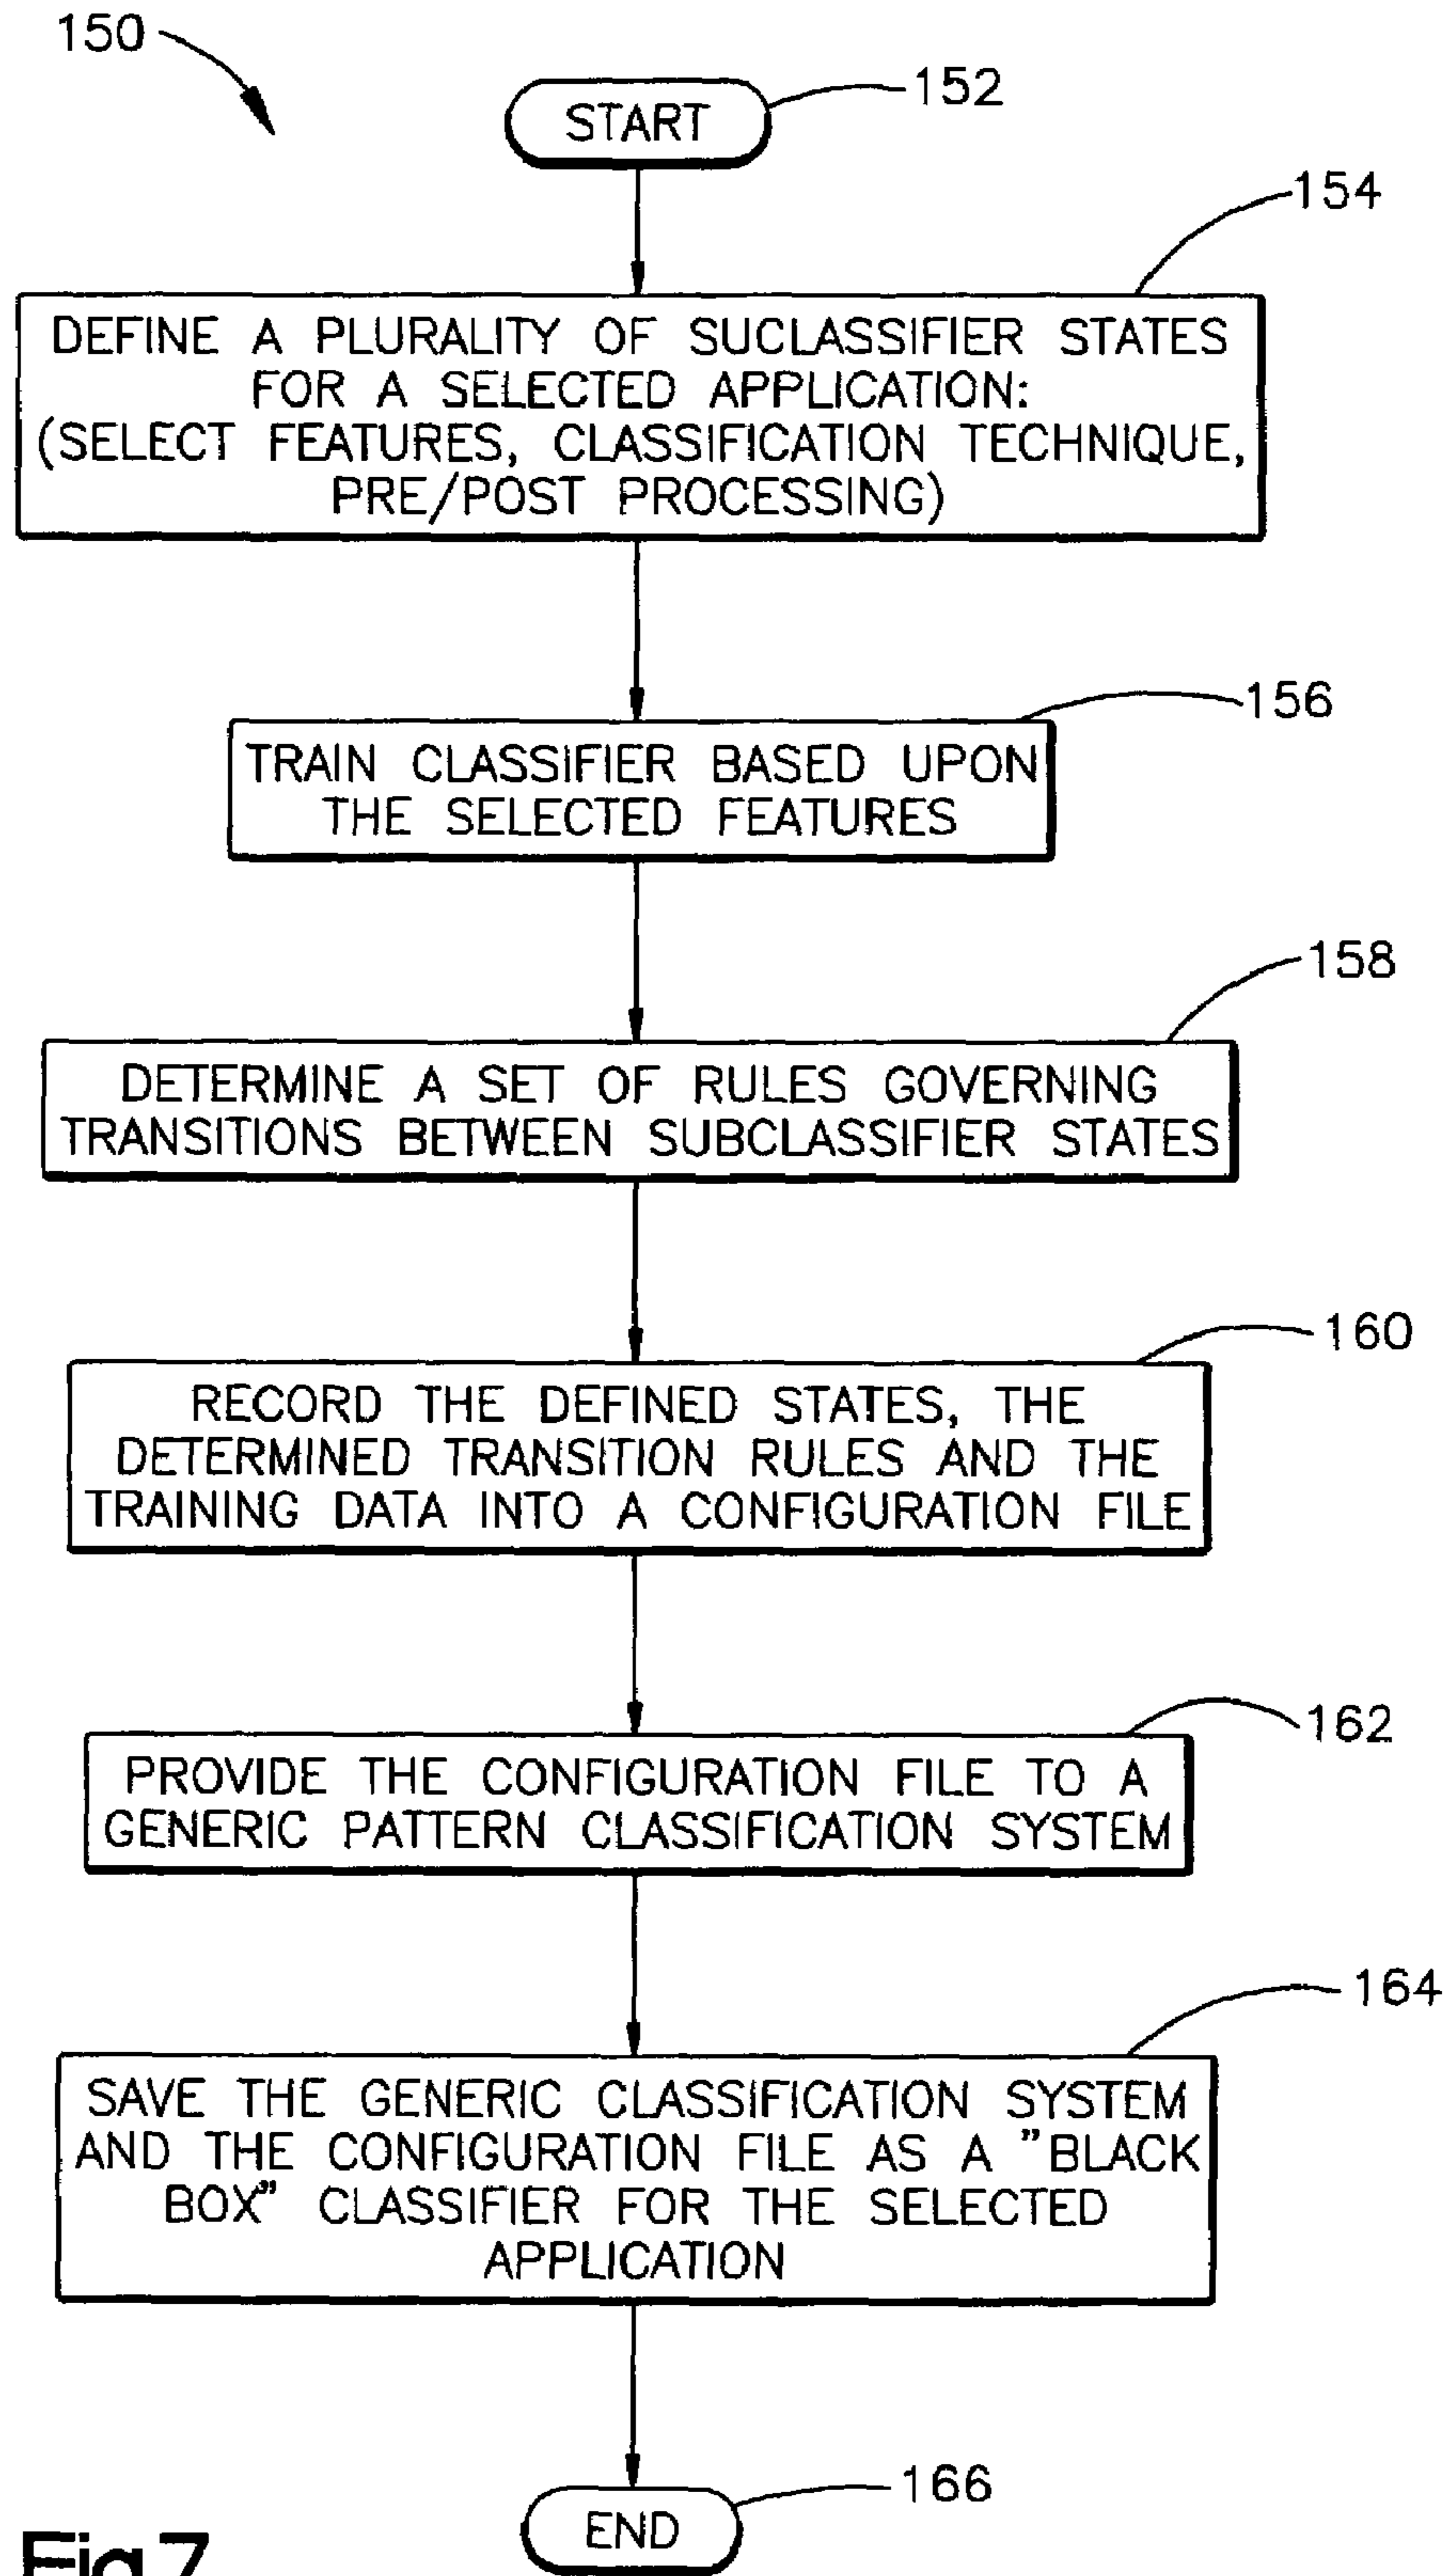 150
START
152
154
DEFINE A PLURALITY OF SUCLASSIFIER STATES
FOR A SELECTED APPLICATION:
(SELECT FEATURES, CLASSIFICATION TECHNIQUE,
PRE/POST PROCESSING)
156
TRAIN CLASSIFIER BASED UPON
THE SELECTED FEATURES
158
DETERMINE A SET OF RULES GOVERNING
TRANSITIONS BETWEEN SUBCLASSIFIER STATES
160
RECORD THE DEFINED STATES, THE
DETERMINED TRANSITION RULES AND THE
TRAINING DATA INTO A CONFIGURATION FILE
162
PROVIDE THE CONFIGURATION FILE TO A
GENERIC PATTERN CLASSIFICATION SYSTEM
164
SAVE THE GENERIC CLASSIFICATION SYSTEM
AND THE CONFIGURATION FILE AS A ”BLACK
BOX” CLASSIFIER FOR THE SELECTED
APPLICATION
166
END
Fig.7